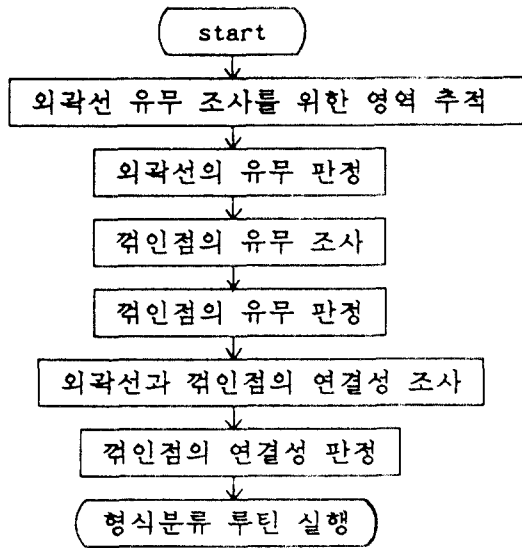 start
외곽선 유무 조사를 위한 영역 추적
외곽선의 유무 판정
꺾인점의 유무 조사
꺾인점의 유무 판정
외곽선과 꺾인점의 연결성 조사
꺾인점의 연결성 판정
형식분류 루틴 실행